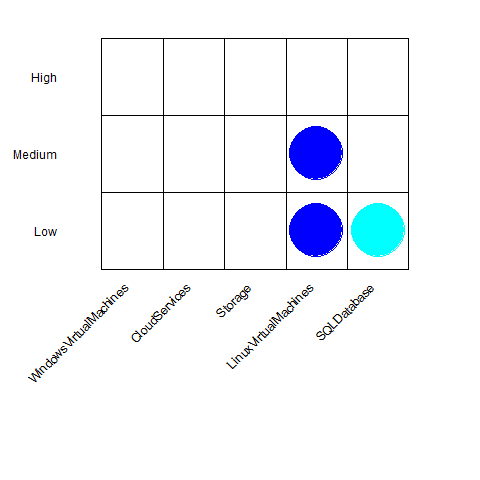 High
Medium
Low
WindowsVirtualMachines
CloudServices
Storage
LinuxVirtualMachines
SQLDatabase